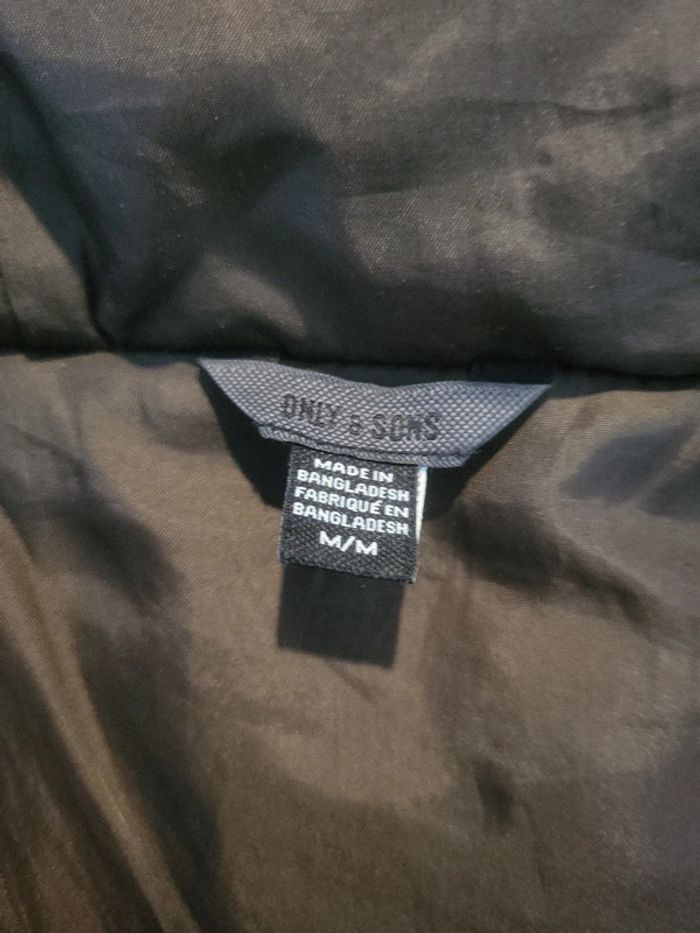 ONLY & SONS
MADE IN
BANGLADESH
FABRIQUÉ EN
BANGLADESH
M/M